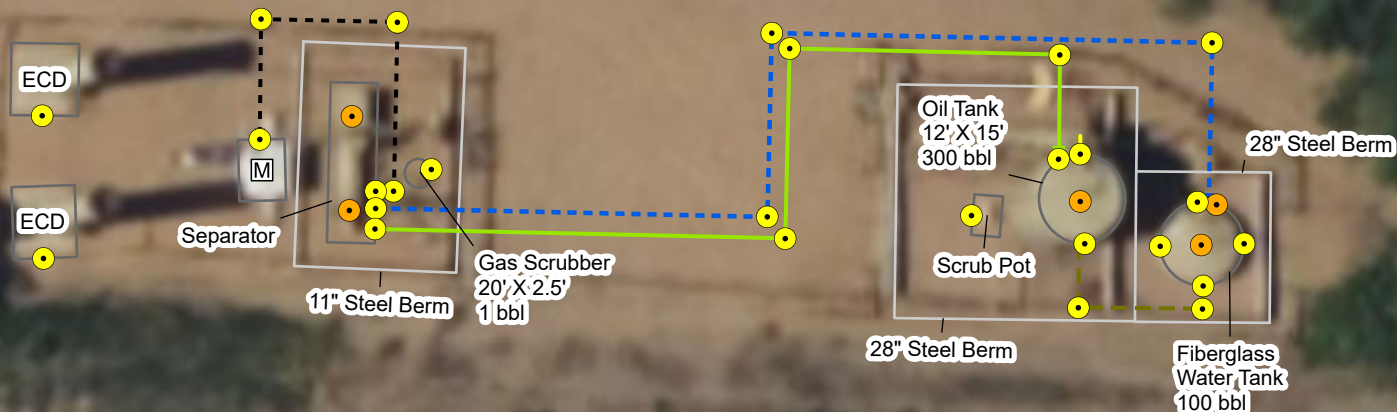 ECD
M
ECD
Separator
11" Steel Berm
Gas Scrubber
20' X 2.5'
1 bbl
Oil Tank
12' X 15'
300 bbl
Scrub Pot
28" Steel Berm
28" Steel Berm
Fiberglass
Water Tank
100 bbl